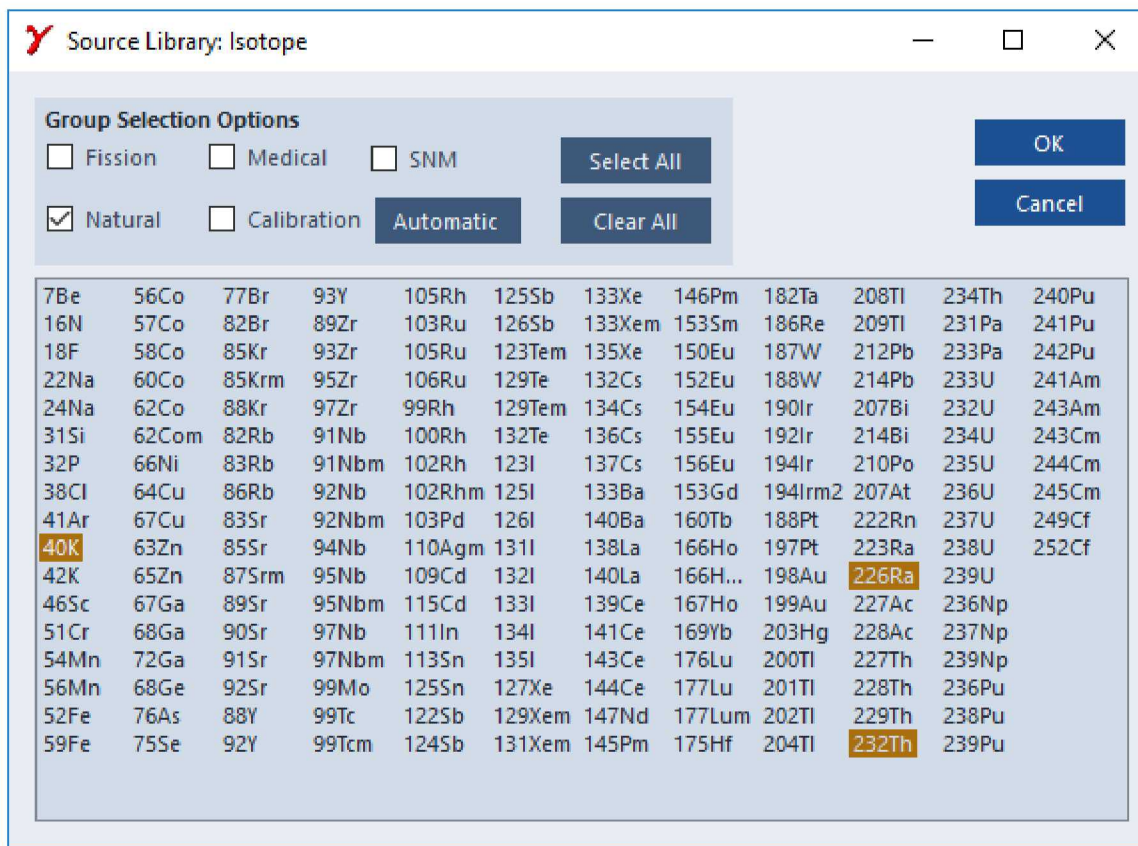 Source Library: Isotope
Group Selection Options
Fission Medical SNM Select All
Natural Calibration Automatic Clear All
OK
Cancel
7Be 56Co 77Br 93Y 105Rh 125Sb 133Xe 146Pm 182Ta 208Tl 234Th 240Pu
16N 57Co 82Br 89Zr 103Ru 126Sb 133Xem 153Sm 186Re 209Tl 231Pa 241Pu
18F 58Co 85Kr 93Zr 105Ru 123Tem 135Xe 150Eu 187W 212Pb 233Pa 242Pu
22Na 60Co 85Krm 95Zr 106Ru 129Te 132Cs 152Eu 188W 214Pb 233U 241Am
24Na 62Co 88Kr 97Zr 99Rh 129Tem 134Cs 154Eu 190Ir 207Bi 232U 243Am
31Si 62Com 82Rb 91Nb 100Rh 132Te 136Cs 155Eu 192Ir 214Bi 234U 243Cm
32P 66Ni 83Rb 91Nbm 102Rh 123I 137Cs 156Eu 194Ir 210Po 235U 244Cm
38Cl 64Cu 86Rb 92Nb 102Rhm 125I 133Ba 153Gd 194Irm2 207At 236U 245Cm
41Ar 67Cu 83Sr 92Nbm 103Pd 126I 140Ba 160Tb 188Pt 222Rn 237U 249Cf
40K 63Zn 85Sr 94Nb 110Agm 131I 138La 166Ho 197Pt 223Ra 238U 252Cf
42K 65Zn 87Srm 95Nb 109Cd 132I 140La 166H... 198Au 226Ra 239U
46Sc 67Ga 89Sr 95Nbm 115Cd 133I 139Ce 167Ho 199Au 227Ac 236Np
51Cr 68Ga 90Sr 97Nb 111In 134I 141Ce 169Yb 203Hg 228Ac 237Np
54Mn 72Ga 91Sr 97Nbm 113Sn 135I 143Ce 176Lu 200Tl 227Th 239Np
56Mn 68Ge 92Sr 99Mo 125Sn 127Xe 144Ce 177Lu 201Tl 228Th 236Pu
52Fe 76As 88Y 99Tc 122Sb 129Xem 147Nd 177Lum 202Tl 229Th 238Pu
59Fe 75Se 92Y 99Tcm 124Sb 131Xem 145Pm 175Hf 204Tl 232Th 239Pu